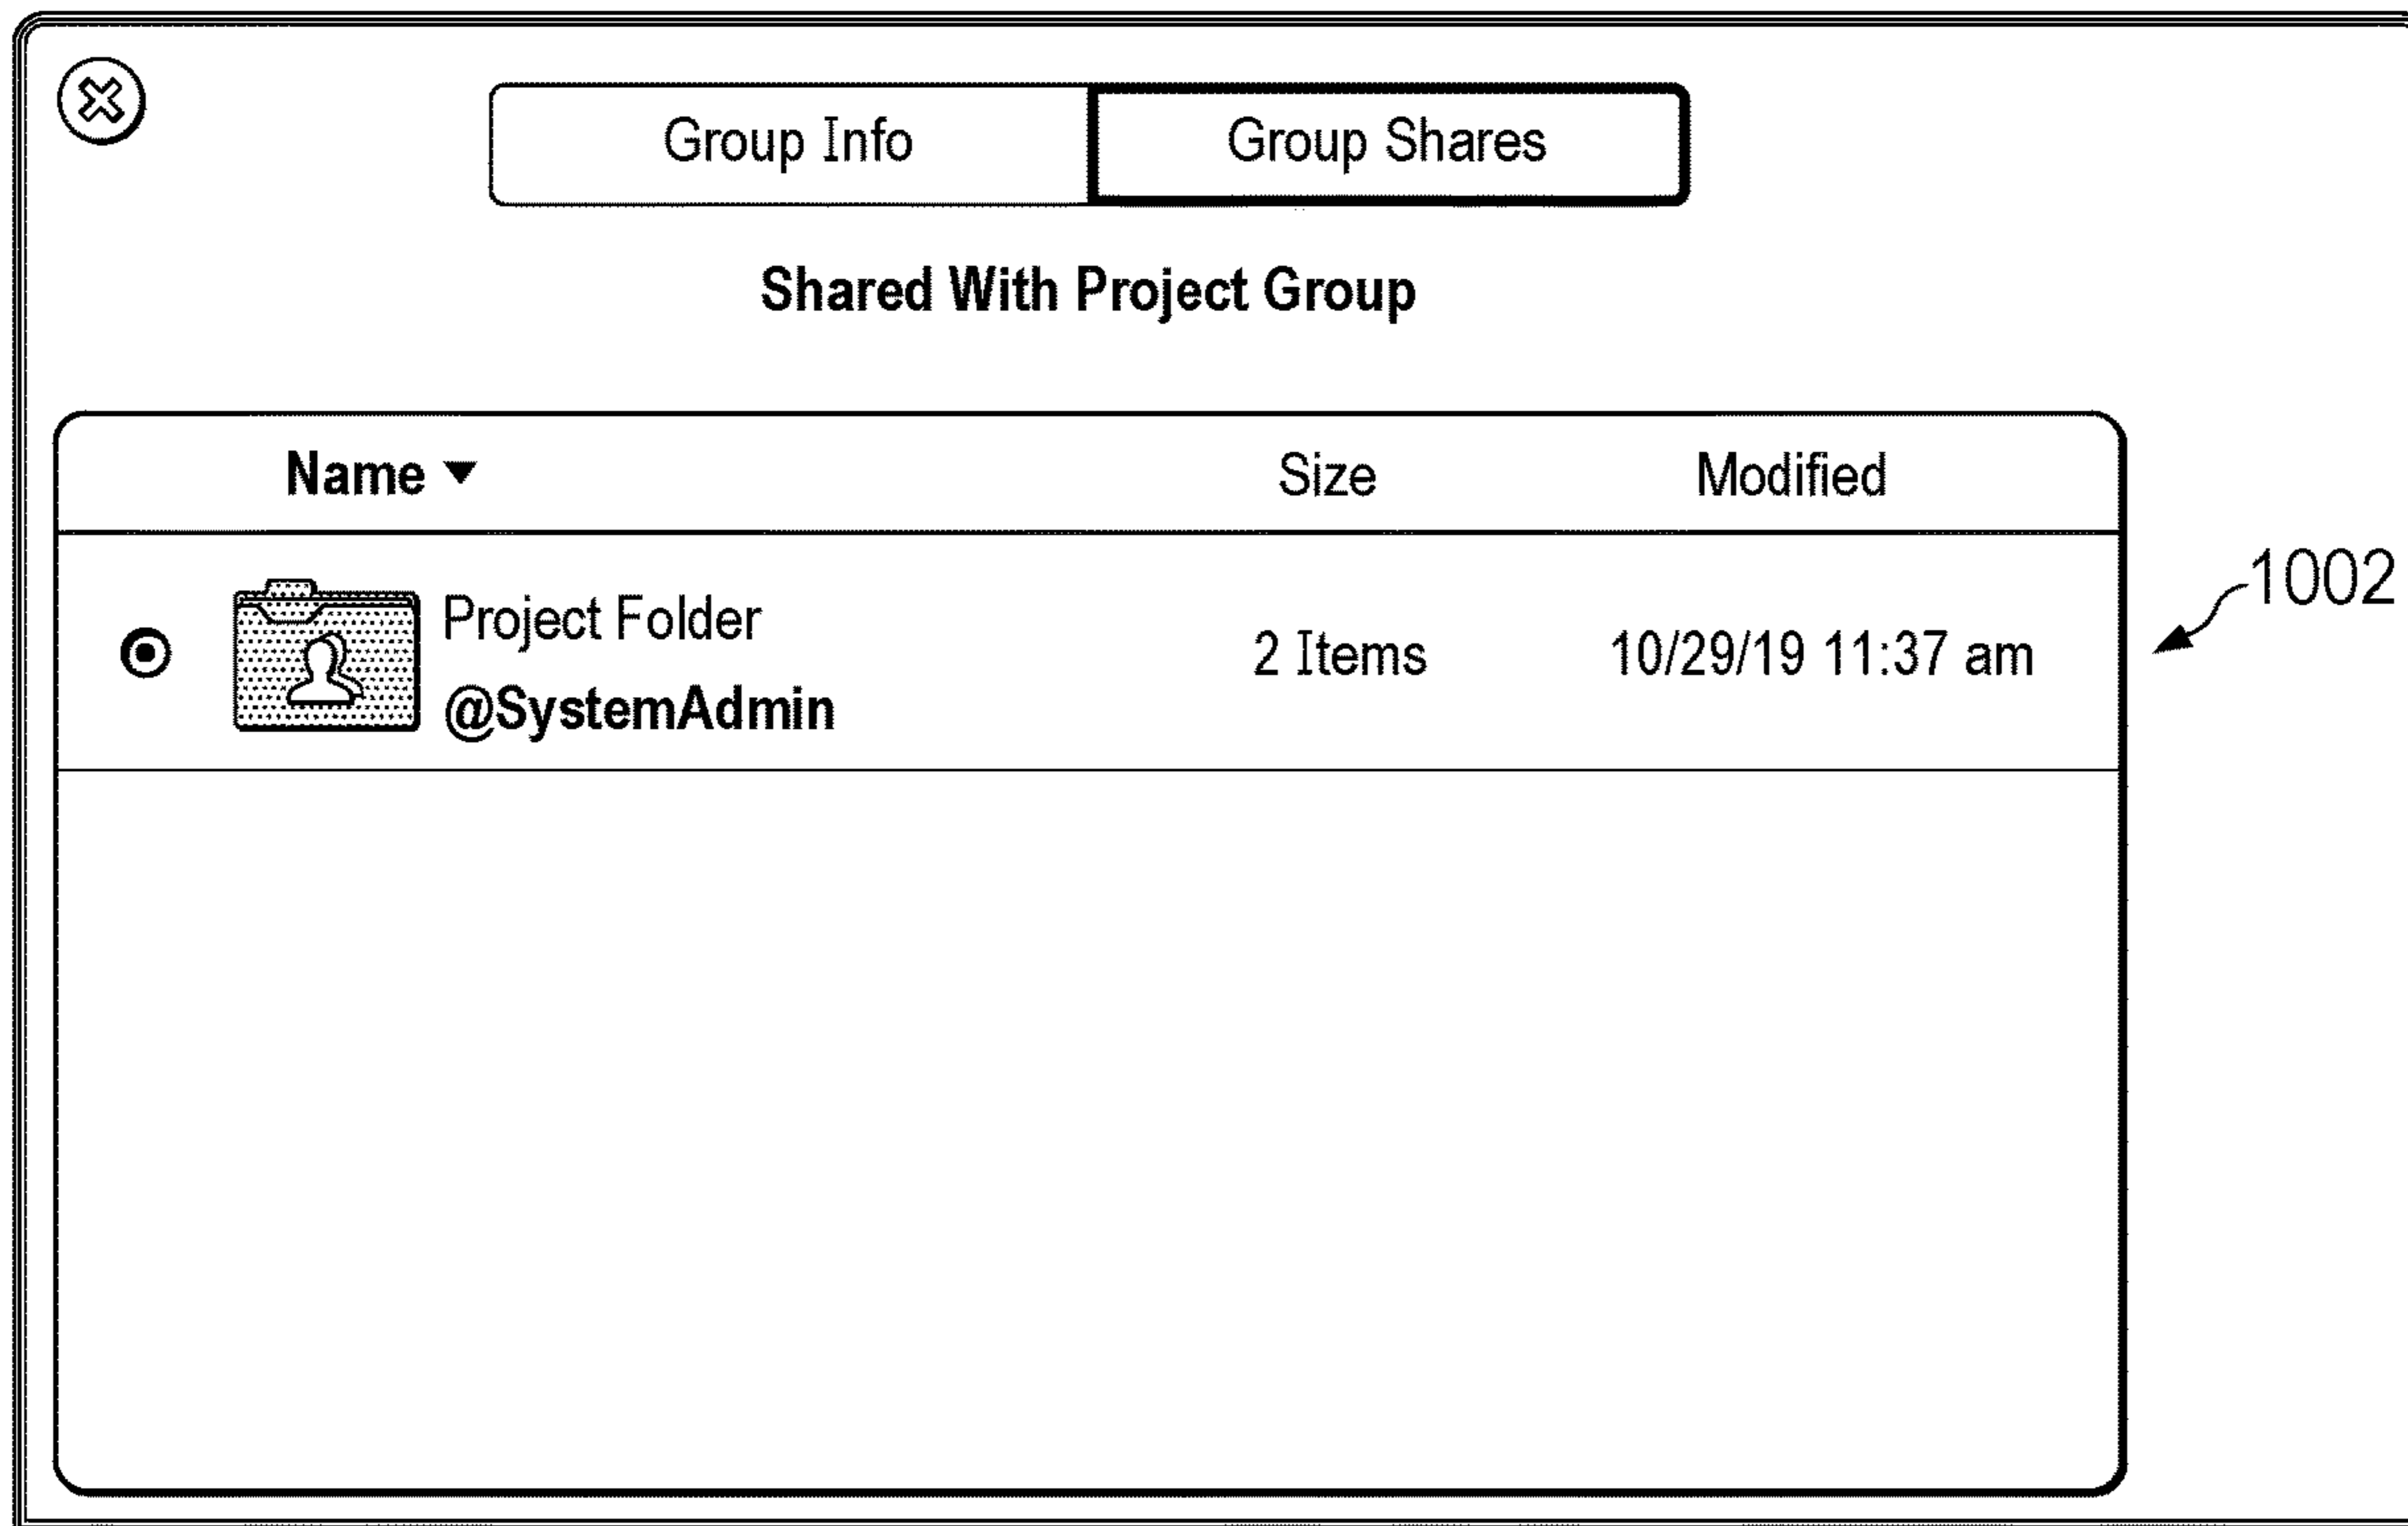 Group Info Group Shares
Shared With Project Group
Name Size Modified
Project Folder
@SystemAdmin
2 Items 10/29/19 11:37 am
1002